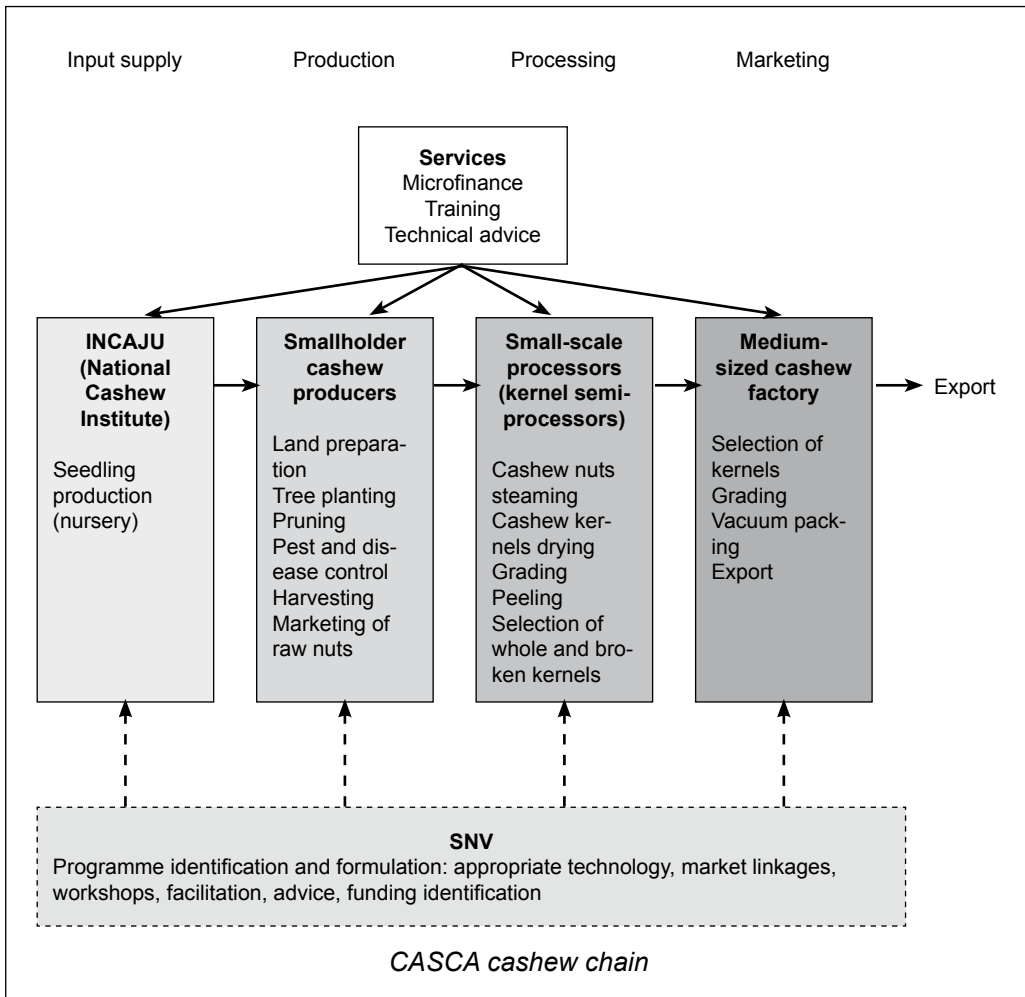 Input supply
Production
Processing
Marketing
Services
Microfinance
Training
Technical advice
INCAJU
(National
Cashew
Institute)
Seedling
production
(nursery)
Smallholder
cashew
producers
Land prepara-
tion
Tree planting
Pruning
Pest and dis-
ease control
Harvesting
Marketing of
raw nuts
Small-scale
processors
(kernel semi-
processors)
Cashew nuts
steaming
Cashew ker-
nels drying
Grading
Peeling
Selection of
whole and bro-
ken kernels
Medium-
sized cashew
factory
Selection of
kernels
Grading
Vacuum pack-
ing
Export
Export
SNV
Programme identification and formulation: appropriate technology, market linkages,
workshops, facilitation, advice, funding identification
CASCA cashew chain